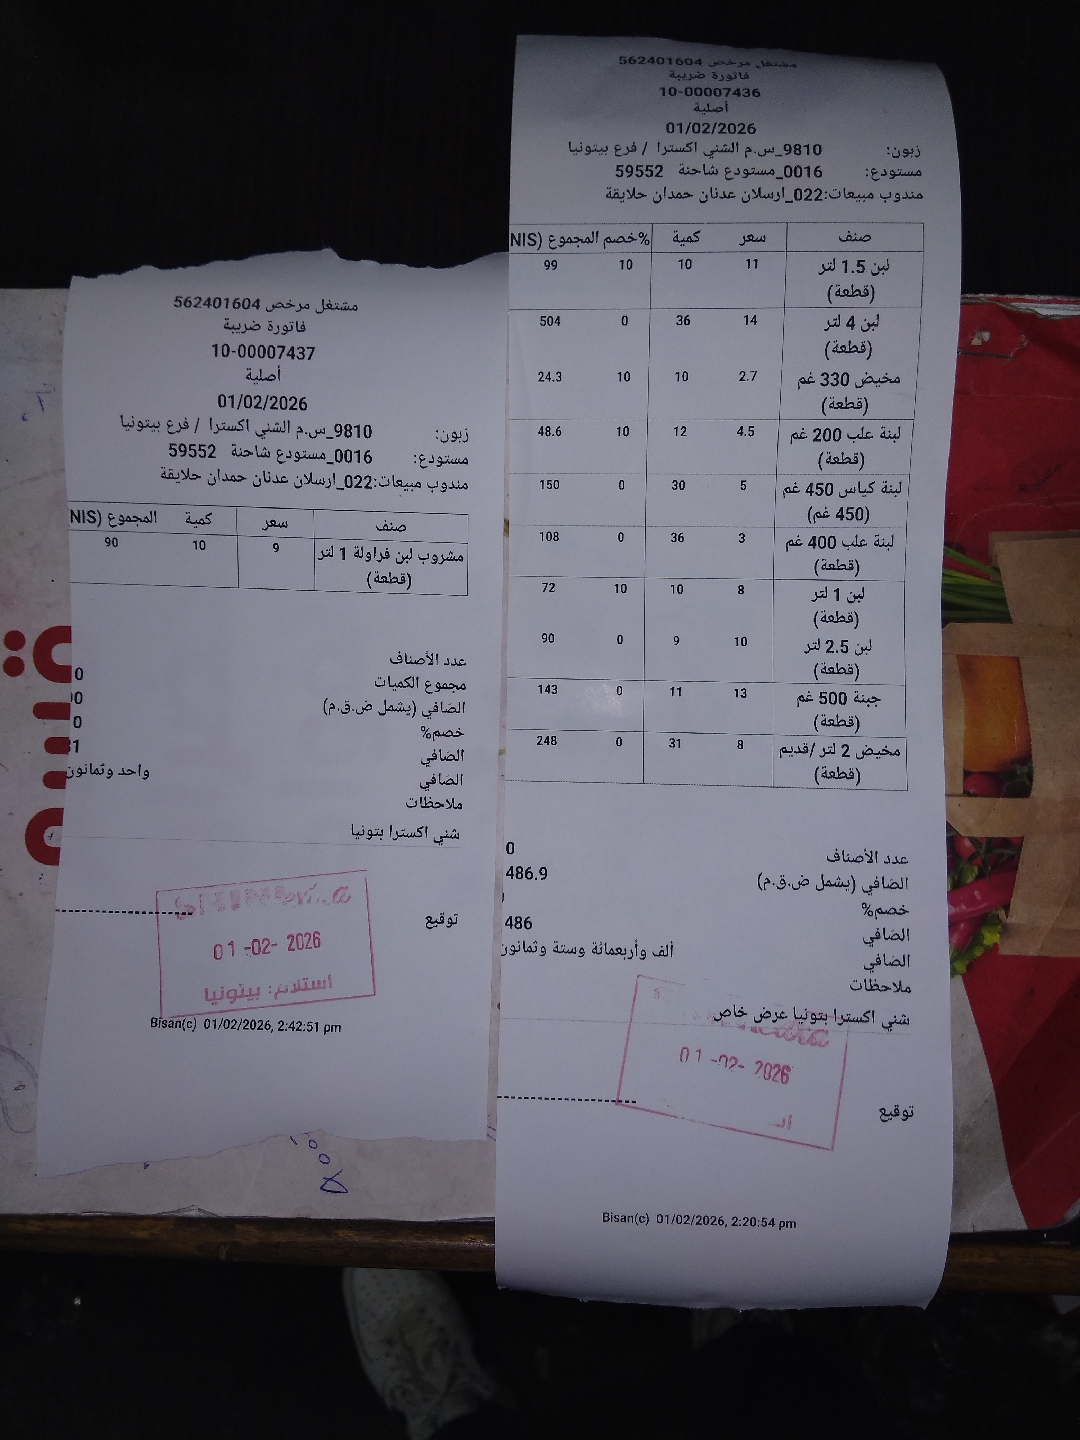 مشتغل مرخص 562401604
فاتورة ضريبة
10-00007436
أصلية
01/02/2026
زبون: 9810_س.م الشني اكسترا / فرع بيتونيا
مستودع: 0016_مستودع شاحنة 59552
مندوب مبيعات:022_ارسلان عدنان حمدان حلايقة
صنف سعر كمية %خصم المجموع (NIS
لبن 1.5 لتر 11 10 10 99
(قطعة)
لبن 4 لتر 14 36 0 504
(قطعة)
مخيض 330 غم 2.7 10 10 24.3
(قطعة)
لبنة علب 200 غم 4.5 12 10 48.6
(قطعة)
لبنة كياس 450 غم 5 30 0 150
(450 غم)
لبنة علب 400 غم 3 36 0 108
(قطعة)
لبن 1 لتر 8 10 10 72
(قطعة)
لبن 2.5 لتر 10 9 0 90
(قطعة)
جبنة 500 غم 13 11 0 143
(قطعة)
مخيض 2 لتر /قديم 8 31 0 248
(قطعة)
عدد الأصناف 0
الصافي (يشمل ض.ق.م) 486.9
خصم%
الصافي 486
الصافي ألف وأربعمائة وستة وثمانون
ملاحظات
شني اكسترا بتونيا عرض خاص
01-02-2026
توقيع
Bisan(c) 01/02/2026, 2:20:54 pm
مشتغل مرخص 562401604
فاتورة ضريبة
10-00007437
أصلية
01/02/2026
زبون: 9810_س.م الشني اكسترا / فرع بيتونيا
مستودع: 0016_مستودع شاحنة 59552
مندوب مبيعات:022_ارسلان عدنان حمدان حلايقة
صنف سعر كمية المجموع (NIS
مشروب لبن فراولة 1 لتر 9 10 90
(قطعة)
عدد الأصناف
مجموع الكميات 0
الصافي (يشمل ض.ق.م) 0
خصم% 0
الصافي 1
الصافي واحد وثمانون
ملاحظات
شني اكسترا بتونيا
توقيع
01-02-2026
استلام: بيتونيا
Bisan(c) 01/02/2026, 2:42:51 pm